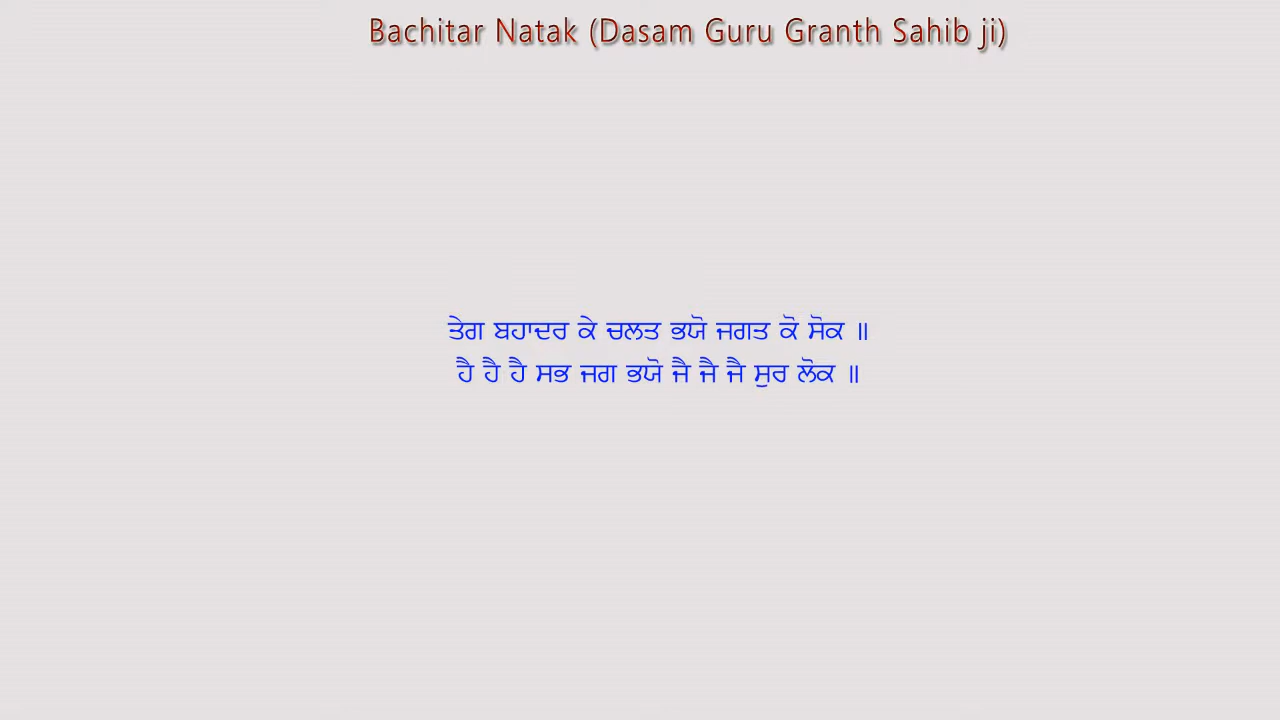 Bachitar Natak (Dasam Guru Granth Sahib ji)
ਤੇਗ ਬਹਾਦਰ ਕੇ ਚਲਤ ਭਯੋ ਜਗਤ ਕੋ ਸੋਕ ॥
ਹੈ ਹੈ ਹੈ ਸਭ ਜਗ ਭਯੋ ਜੈ ਜੈ ਜੈ ਸੁਰ ਲੋਕ ॥